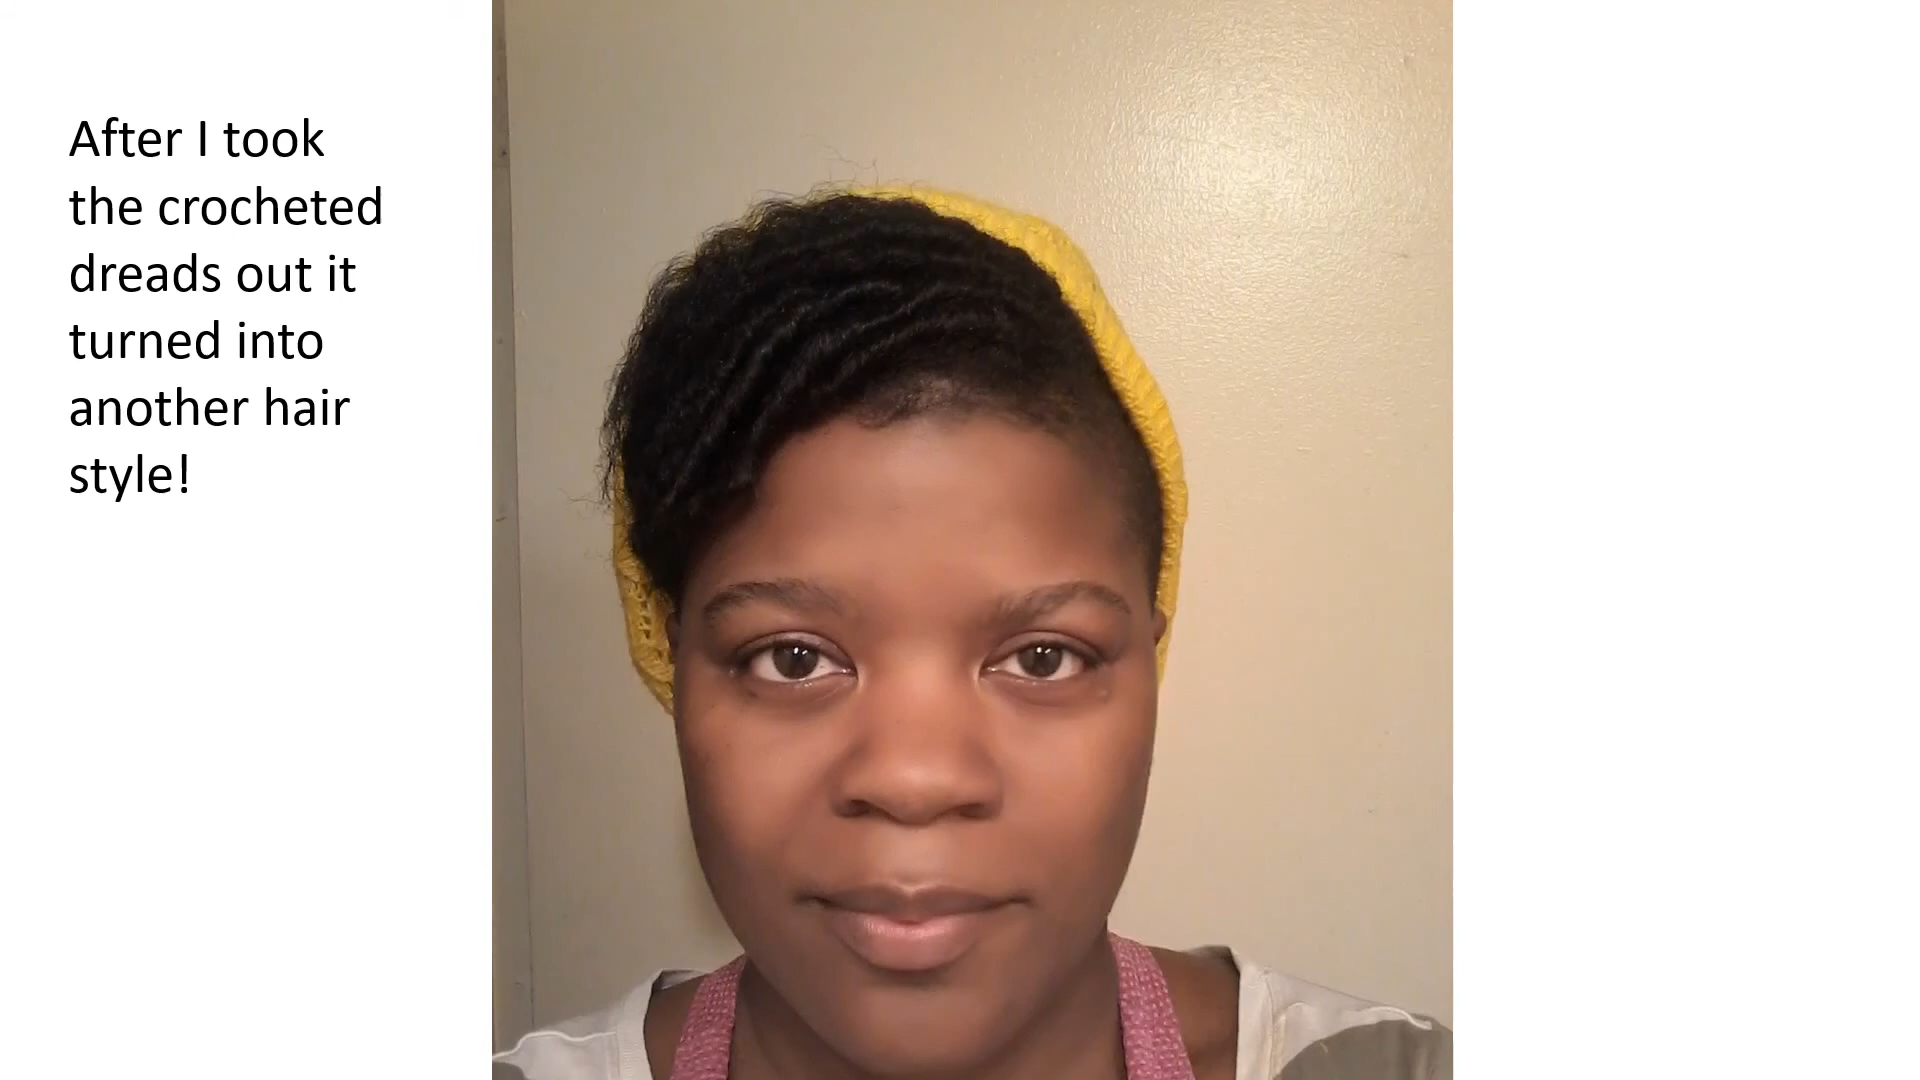 After I took
the crocheted
dreads out it
turned into
another hair
style!